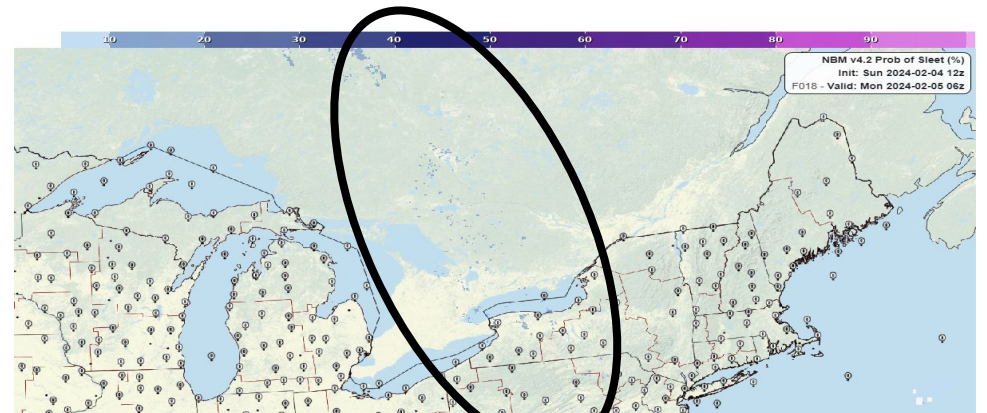 10 20 30 40 50 60 70 80 90
NBM v4.2 Prob of Sleet (%)
Init: Sun 2024-02-04 12z
F018 - Valid: Mon 2024-02-05 06z